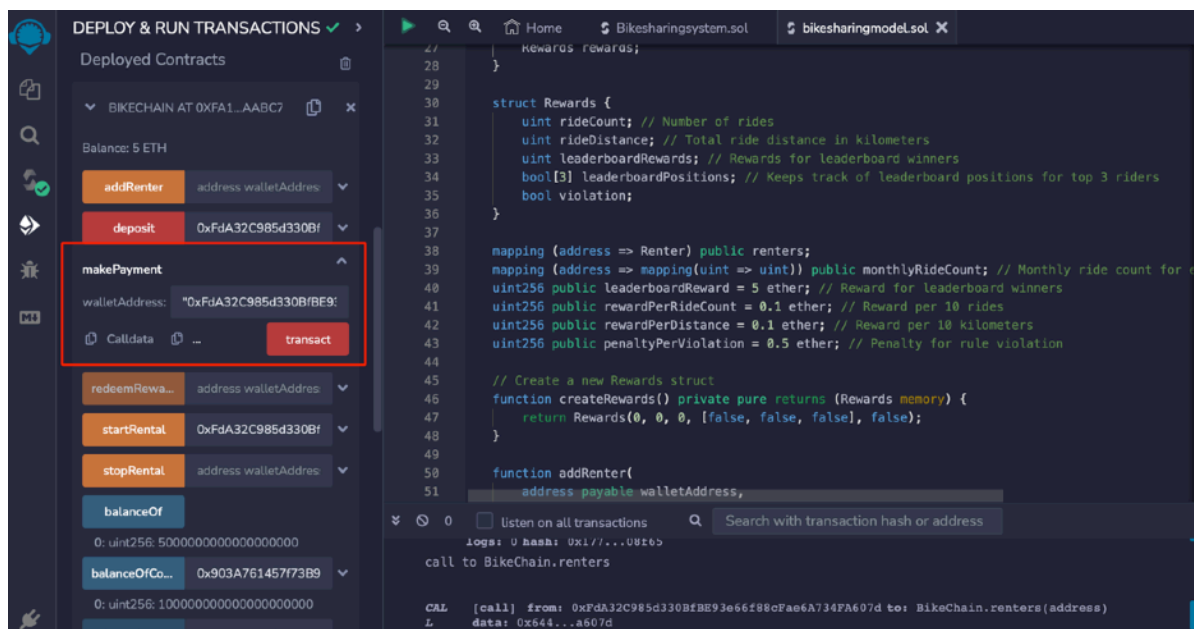 DEPLOY & RUN TRANSACTIONS
Deployed Contracts
BIKECHAIN AT 0XFA1...AABC7
Balance: 5 ETH
addRenter address walletAddres
deposit 0xFdA32C985d330Bf
makePayment
walletAddress: "0xFdA32C985d330BfBE9
Calldata ...
transact
redeemRewa... address walletAddres
startRental 0xFdA32C985d330Bf
stopRental address walletAddres
balanceOf
0: uint256: 5000000000000000000
balanceOfCo... 0x903A761457f73B9
0: uint256: 100000000000000000000
Home Bikesharingsystem.sol bikesharingmodel.sol
27 Rewards rewards;
28 }
29
30 struct Rewards {
31 uint rideCount; // Number of rides
32 uint rideDistance; // Total ride distance in kilometers
33 uint leaderboardRewards; // Rewards for leaderboard winners
34 bool[3] leaderboardPositions; // Keeps track of leaderboard positions for top 3 riders
35 bool violation;
36 }
37
38 mapping (address => Renter) public renters;
39 mapping (address => mapping(uint => uint)) public monthlyRideCount; // Monthly ride count for
40 uint256 public leaderboardReward = 5 ether; // Reward for leaderboard winners
41 uint256 public rewardPerRideCount = 0.1 ether; // Reward per 10 rides
42 uint256 public rewardPerDistance = 0.1 ether; // Reward per 10 kilometers
43 uint256 public penaltyPerViolation = 0.5 ether; // Penalty for rule violation
44
45 // Create a new Rewards struct
46 function createRewards() private pure returns (Rewards memory) {
47 return Rewards(0, 0, 0, [false, false, false], false);
48 }
49
50 function addRenter(
51 address payable walletAddress,
0 listen on all transactions Search with transaction hash or address
logs: 0 hash: 0x177...08f65
call to BikeChain.renters
CAL [call] from: 0xFdA32C985d330BfBE93e66f88cFae6A734FA607d to: BikeChain.renters(address)
L data: 0x644...a607d